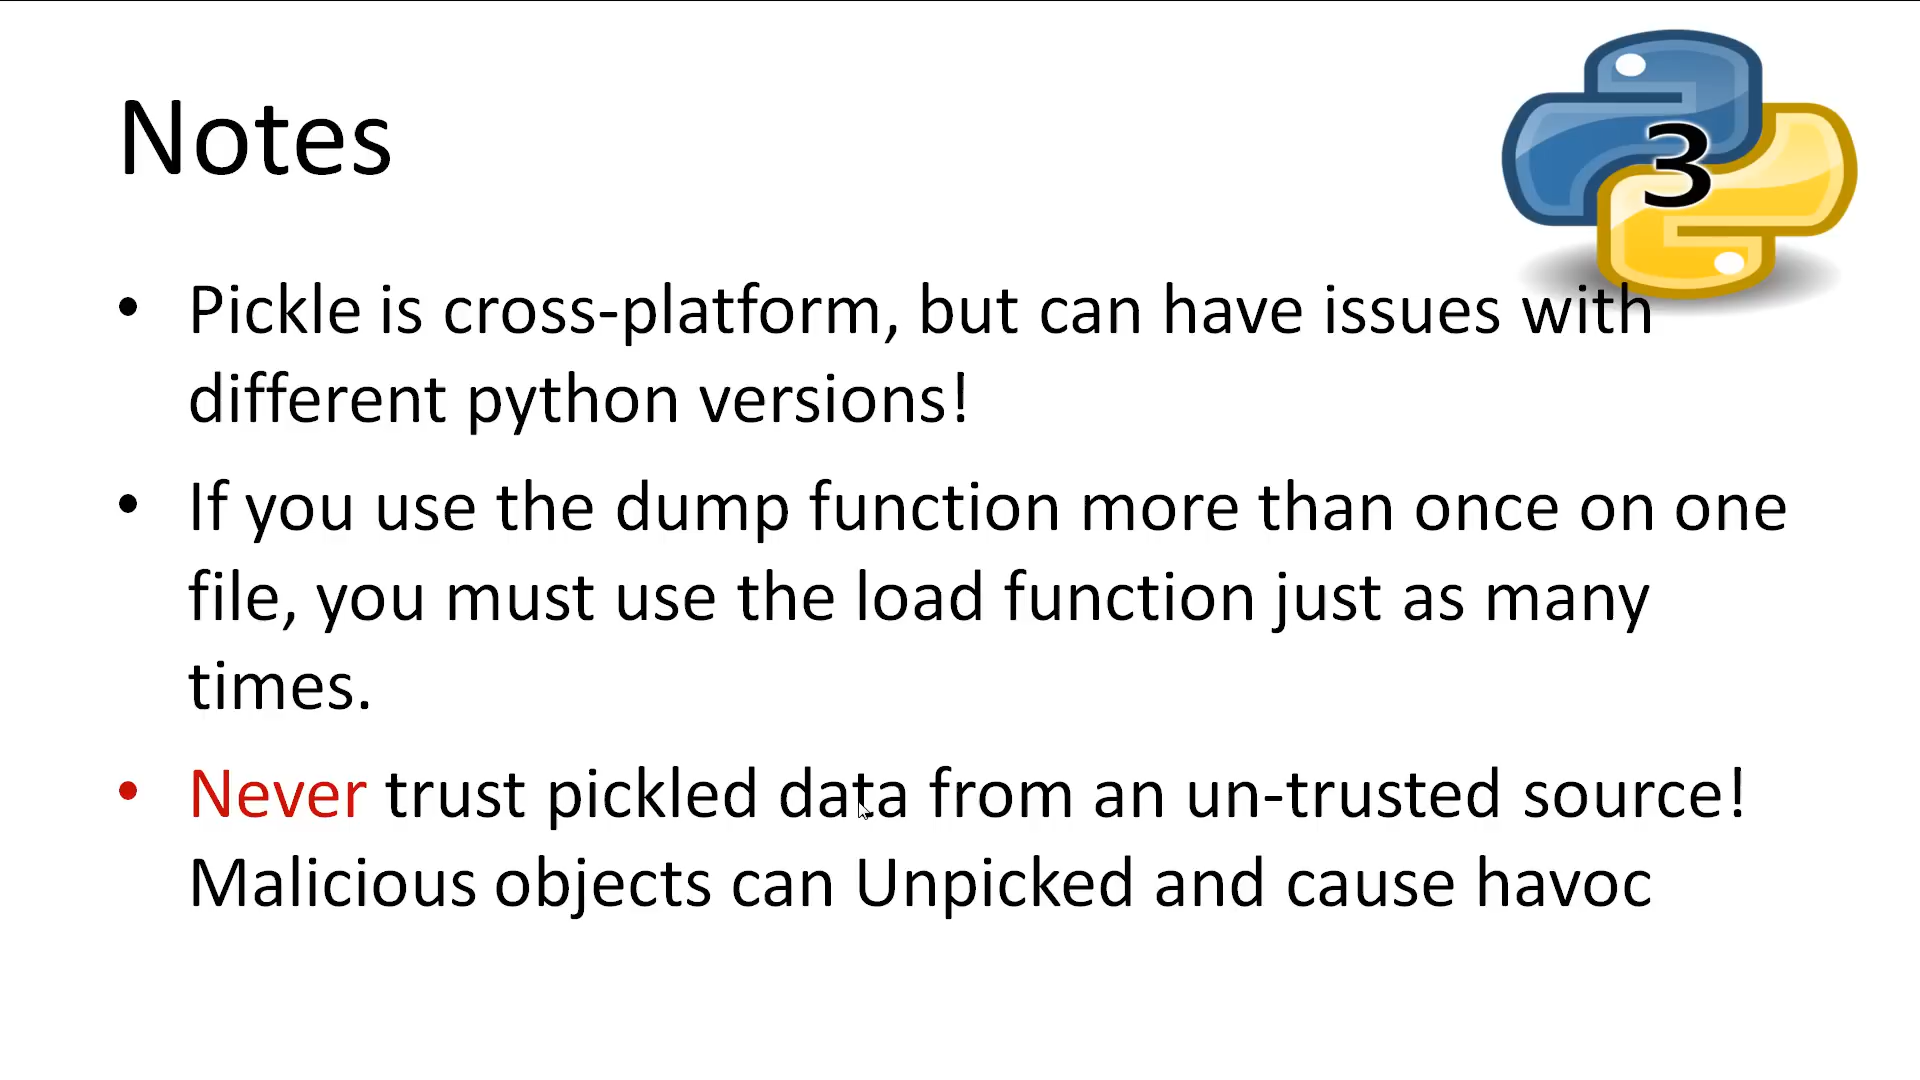 Notes
3
• Pickle is cross-platform, but can have issues with
different python versions!
• If you use the dump function more than once on one
file, you must use the load function just as many
times.
• Never trust pickled data from an un-trusted source!
Malicious objects can Unpicked and cause havoc